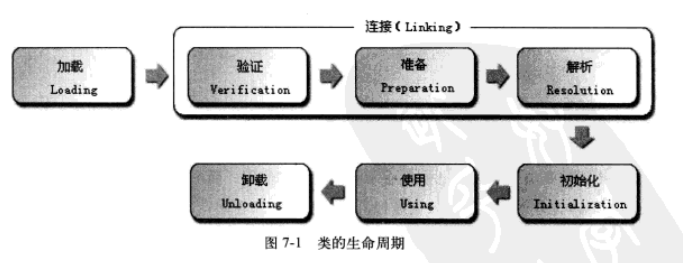 连接(Linking)
加载
Loading
验证
Verification
准备
Preparation
解析
Resolution
初始化
Initialization
使用
Using
卸载
Unloading
图 7-1 类的生命周期